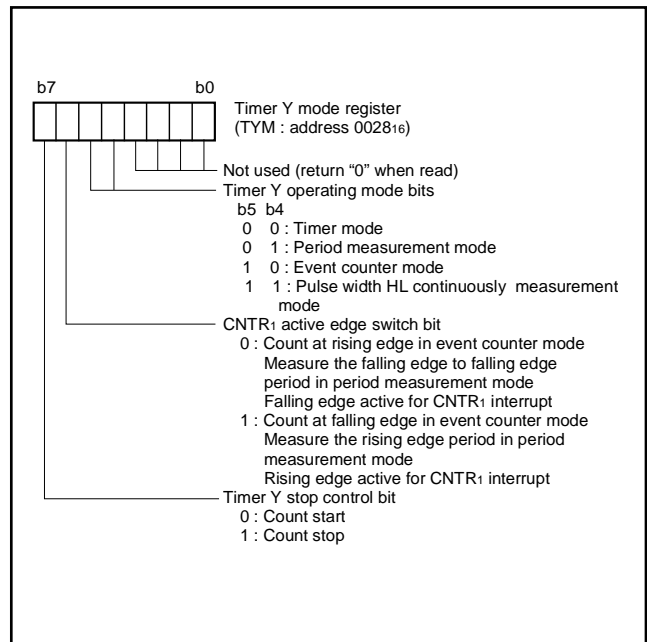 b7 b0
Timer Y mode register
(TYM : address 002816)
Not used (return “0” when read)
Timer Y operating mode bits
b5 b4
0 0 : Timer mode
0 1 : Period measurement mode
1 0 : Event counter mode
1 1 : Pulse width HL continuously measurement
mode
CNTR1 active edge switch bit
0 : Count at rising edge in event counter mode
Measure the falling edge to falling edge
period in period measurement mode
Falling edge active for CNTR1 interrupt
1 : Count at falling edge in event counter mode
Measure the rising edge period in period
measurement mode
Rising edge active for CNTR1 interrupt
Timer Y stop control bit
0 : Count start
1 : Count stop